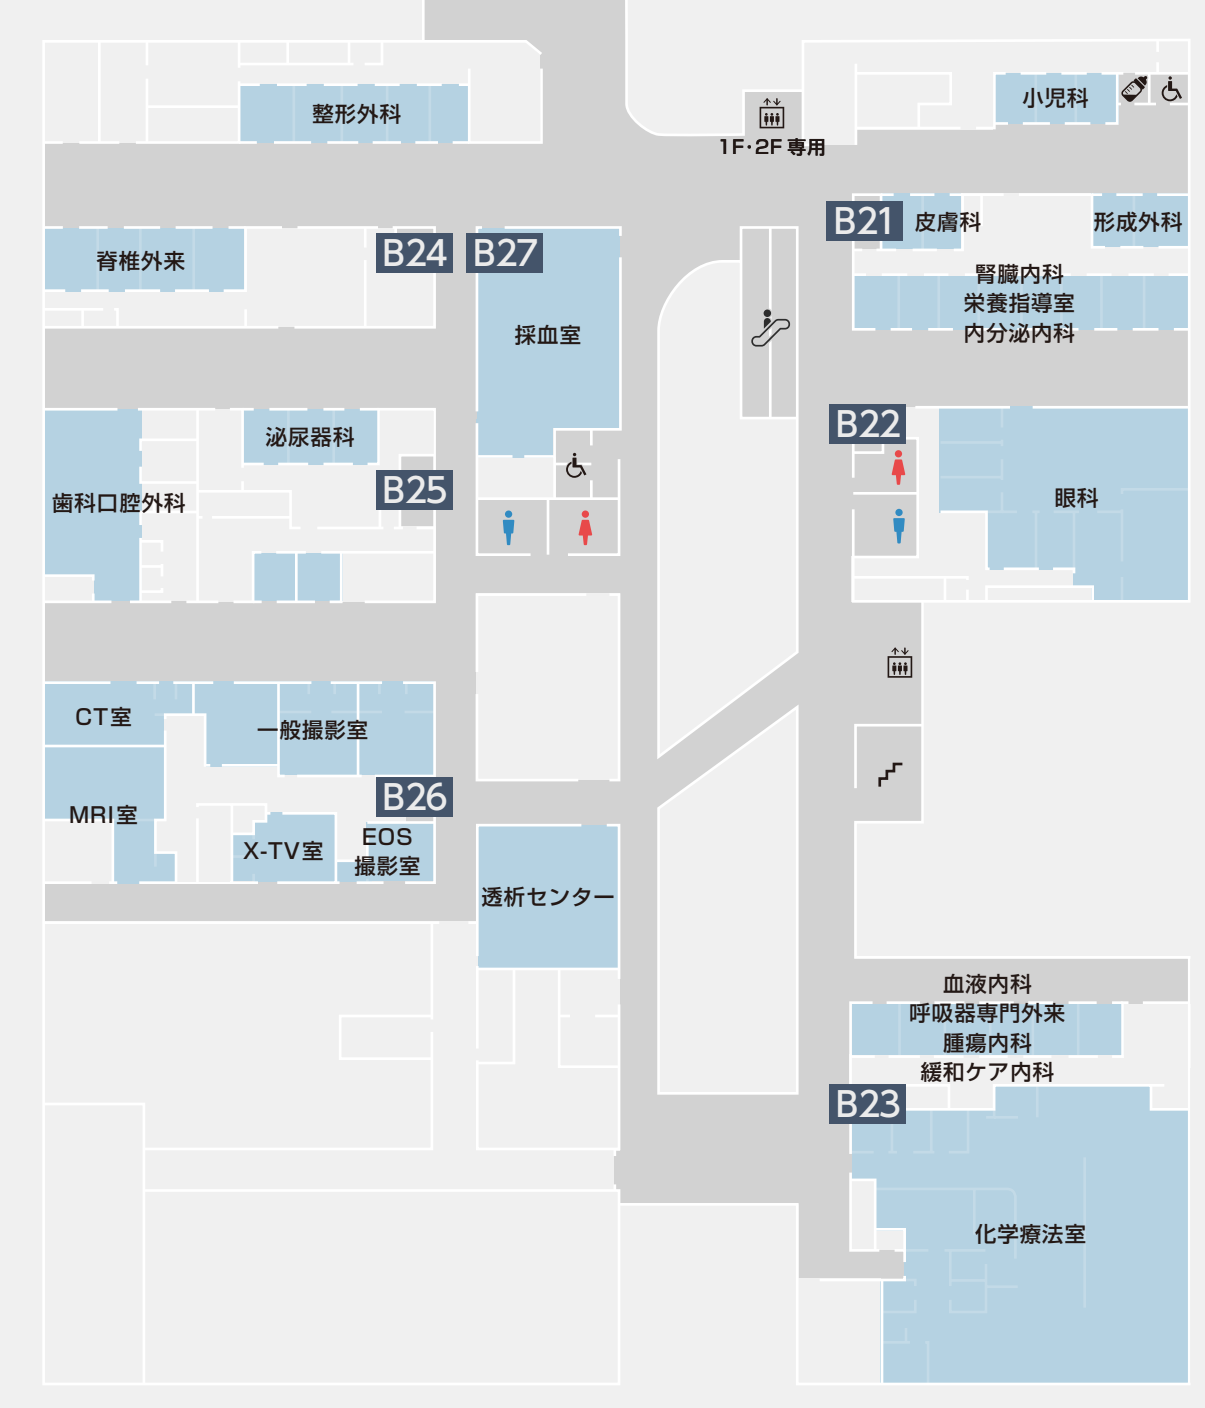 整形外科
小児科
1F･2F 専用
B21
皮膚科
形成外科
B24
B27
脊椎外来
腎臓内科
栄養指導室
内分泌内科
採血室
B22
泌尿器科
B25
歯科口腔外科
眼科
CT室
一般撮影室
B26
MRI室
X-TV室
EOS
撮影室
透析センター
血液内科
呼吸器専門外来
腫瘍内科
緩和ケア内科
B23
化学療法室